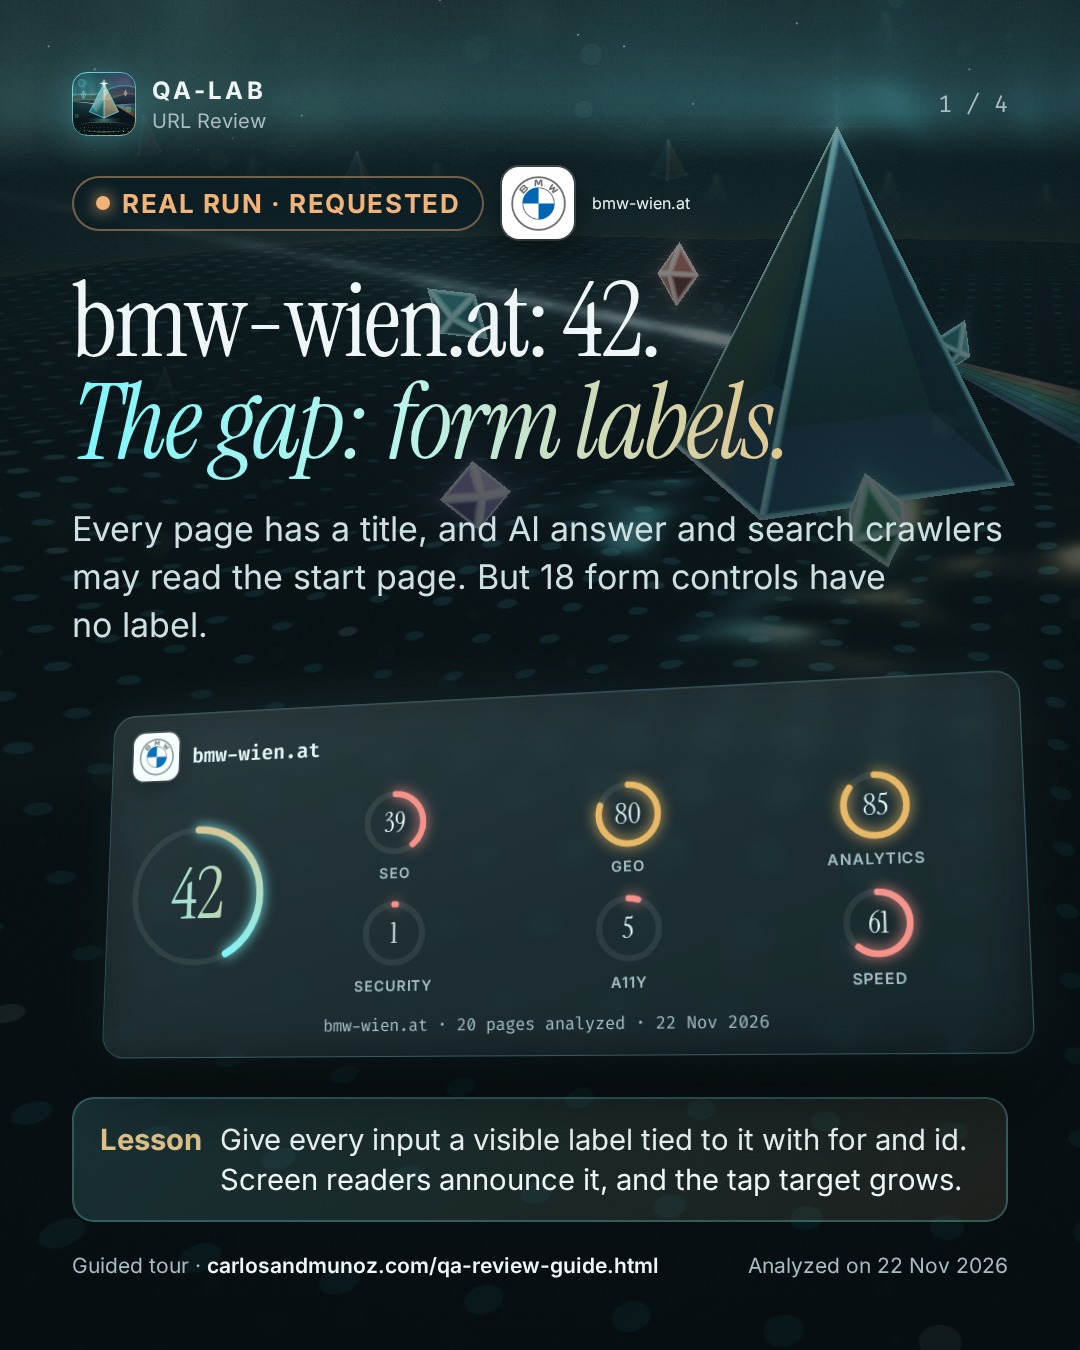 QA-LAB
URL Review
1 / 4
REAL RUN · REQUESTED
BMW
bmw-wien.at
bmw-wien.at: 42.
The gap: form labels.
Every page has a title, and AI answer and search crawlers
may read the start page. But 18 form controls have
no label.
BMW
bmw-wien.at
42
39
SEO
80
GEO
85
ANALYTICS
1
SECURITY
5
A11Y
61
SPEED
bmw-wien.at · 20 pages analyzed · 22 Nov 2026
Lesson Give every input a visible label tied to it with for and id.
Screen readers announce it, and the tap target grows.
Guided tour · carlosandmunoz.com/qa-review-guide.html
Analyzed on 22 Nov 2026